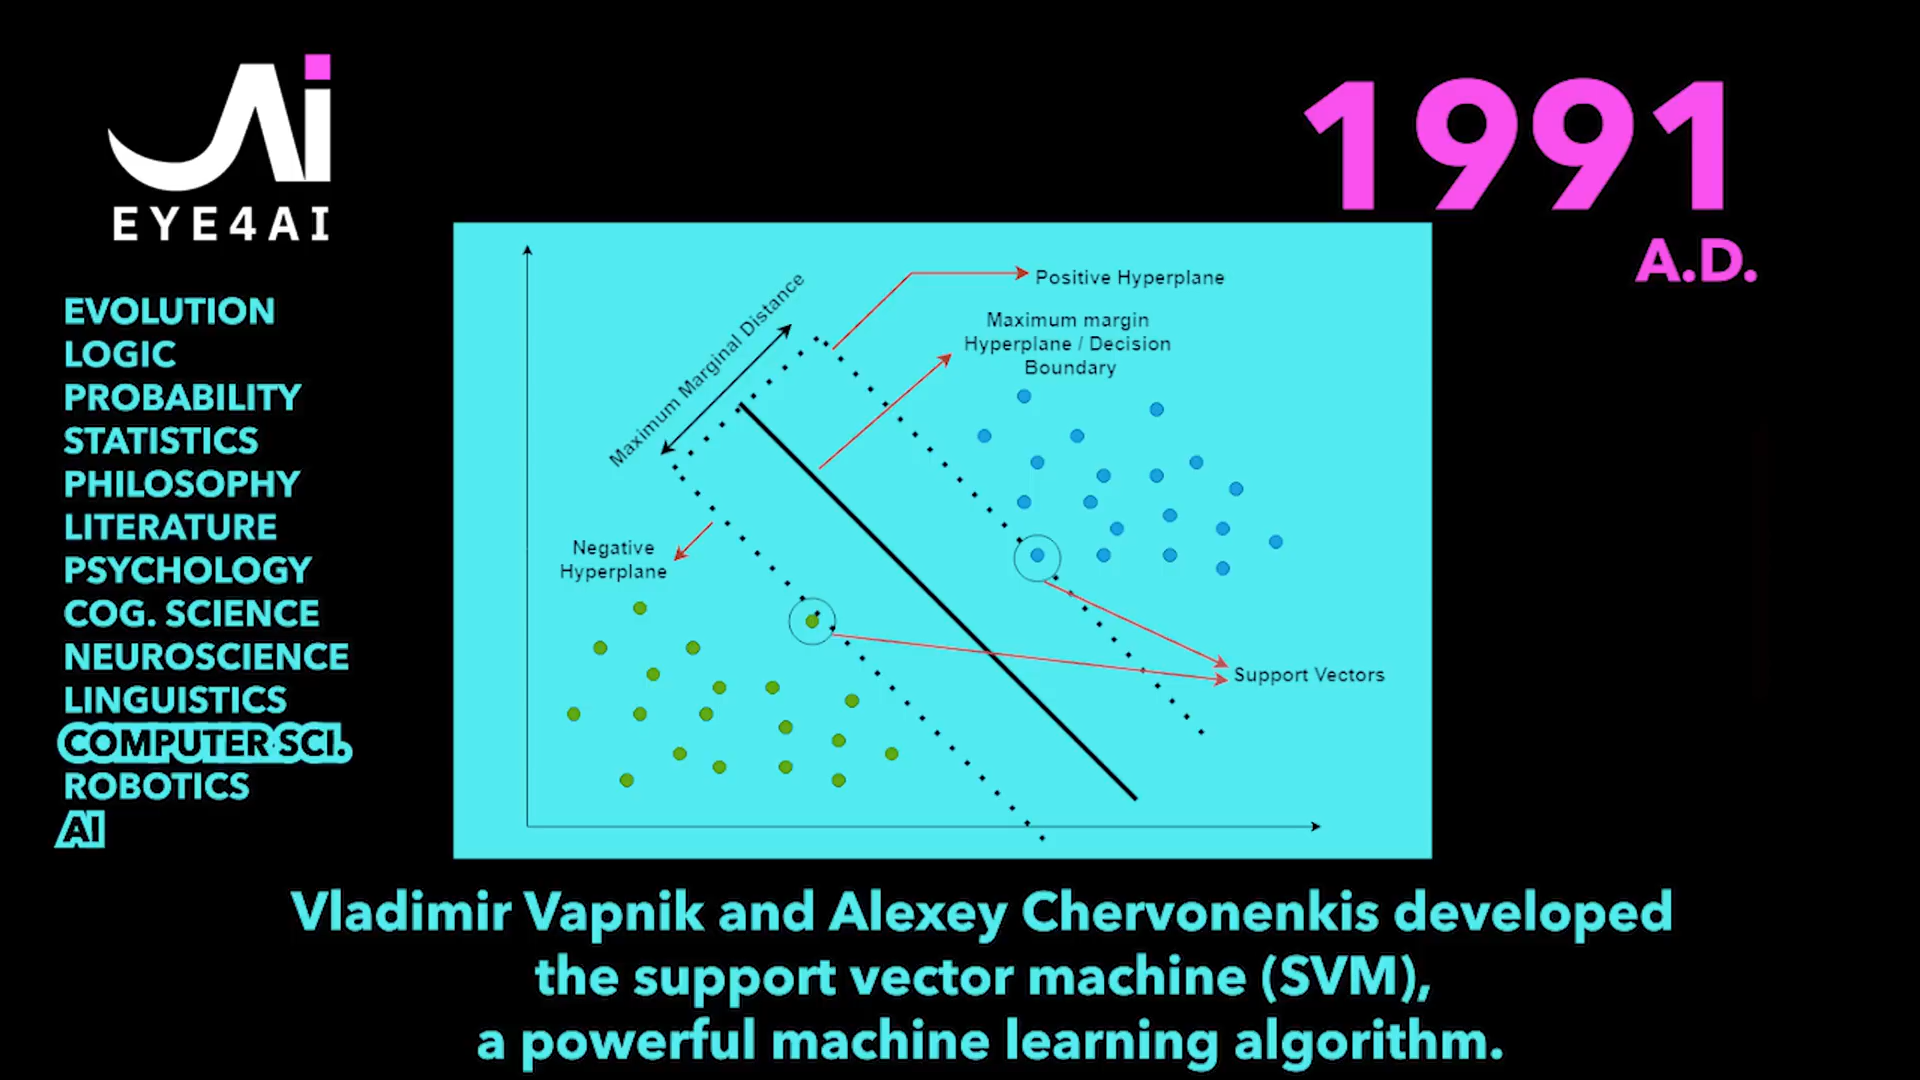 Ai
EYE4AI
1991
A.D.
EVOLUTION
LOGIC
PROBABILITY
STATISTICS
PHILOSOPHY
LITERATURE
PSYCHOLOGY
COG. SCIENCE
NEUROSCIENCE
LINGUISTICS
COMPUTER SCI.
ROBOTICS
AI
Maximum Marginal Distance
Positive Hyperplane
Maximum margin
Hyperplane / Decision
Boundary
Negative
Hyperplane
Support Vectors
Vladimir Vapnik and Alexey Chervonenkis developed
the support vector machine (SVM),
a powerful machine learning algorithm.